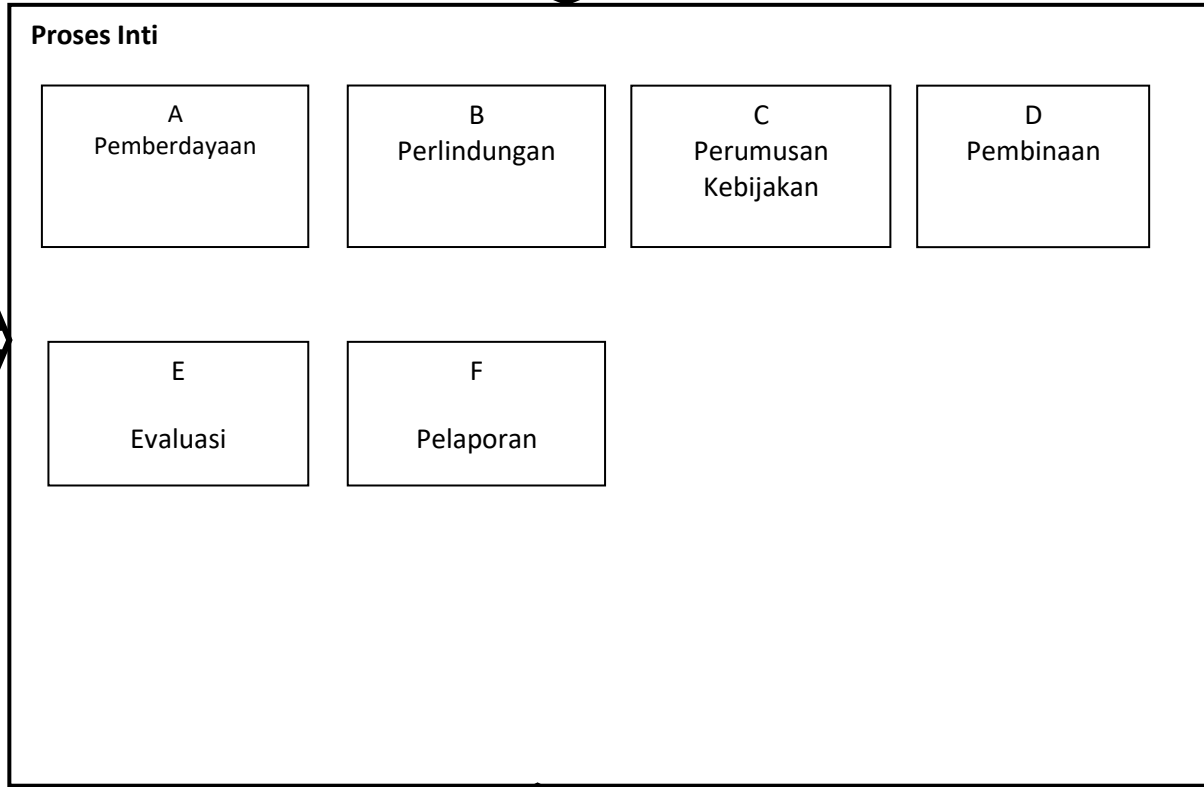 Proses Inti
A
Pemberdayaan
B
Perlindungan
C
Perumusan
Kebijakan
D
Pembinaan
E
Evaluasi
F
Pelaporan